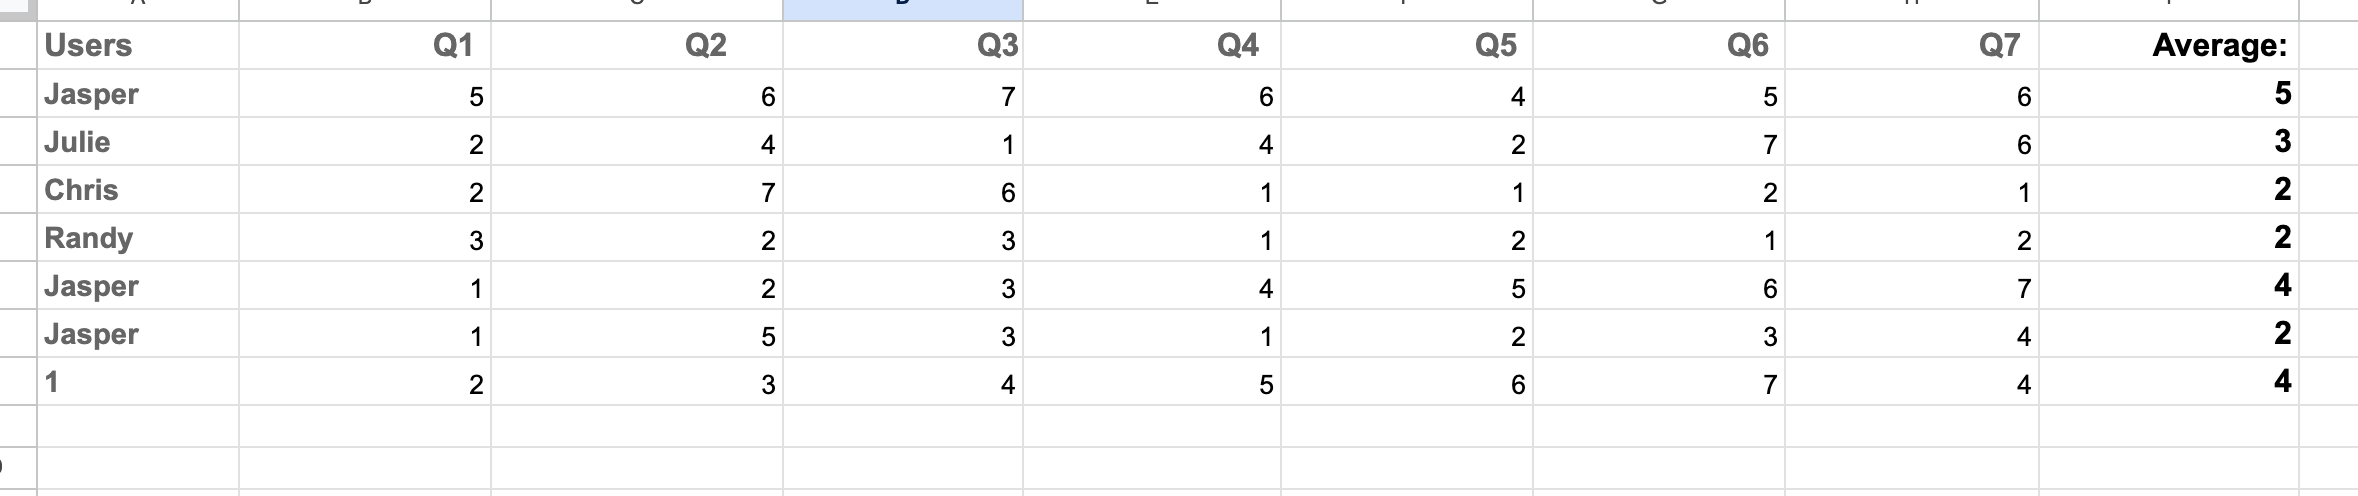 Users Q1 Q2 Q3 Q4 Q5 Q6 Q7 Average:
Jasper 5 6 7 6 4 5 6 5
Julie 2 4 1 4 2 7 6 3
Chris 2 7 6 1 1 2 1 2
Randy 3 2 3 1 2 1 2 2
Jasper 1 2 3 4 5 6 7 4
Jasper 1 5 3 1 2 3 4 2
1 2 3 4 5 6 7 4 4